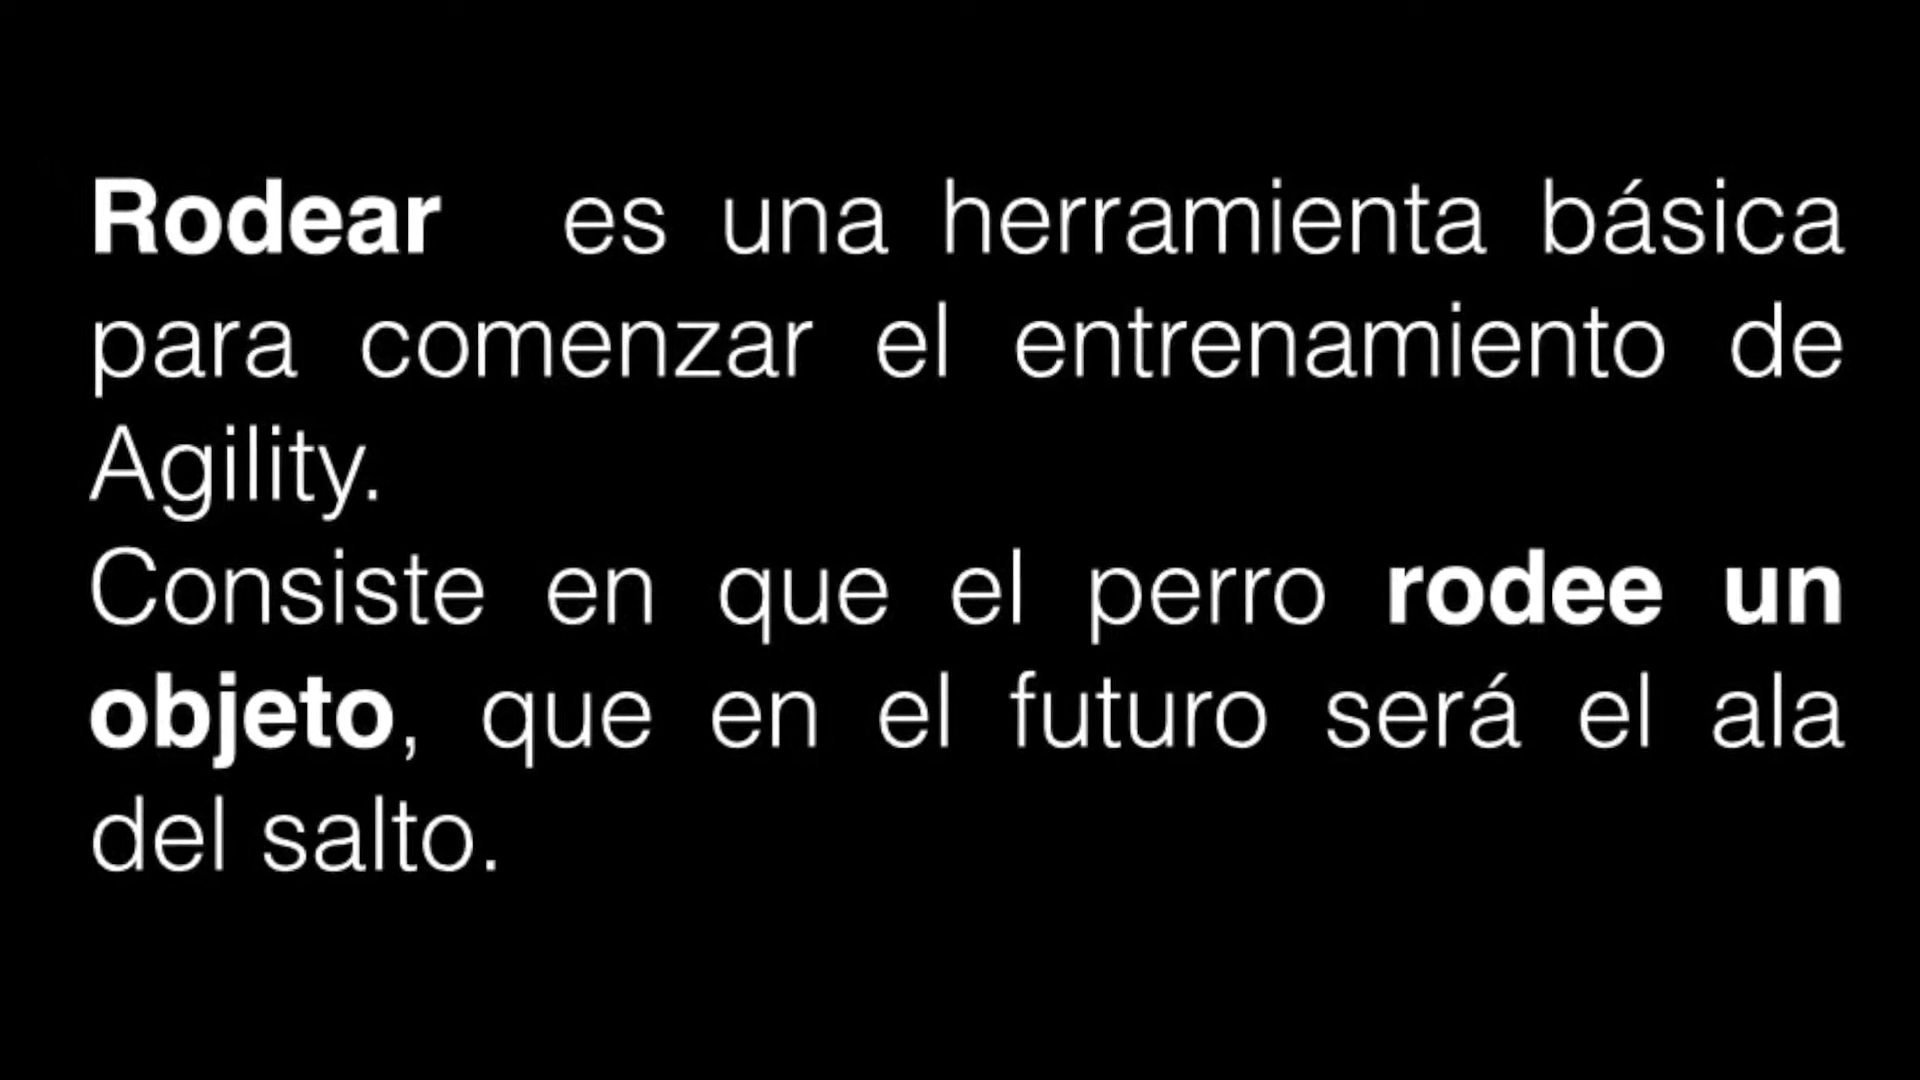 Rodear es una herramienta básica
para comenzar el entrenamiento de
Agility.
Consiste en que el perro rodee un
objeto, que en el futuro será el ala
del salto.